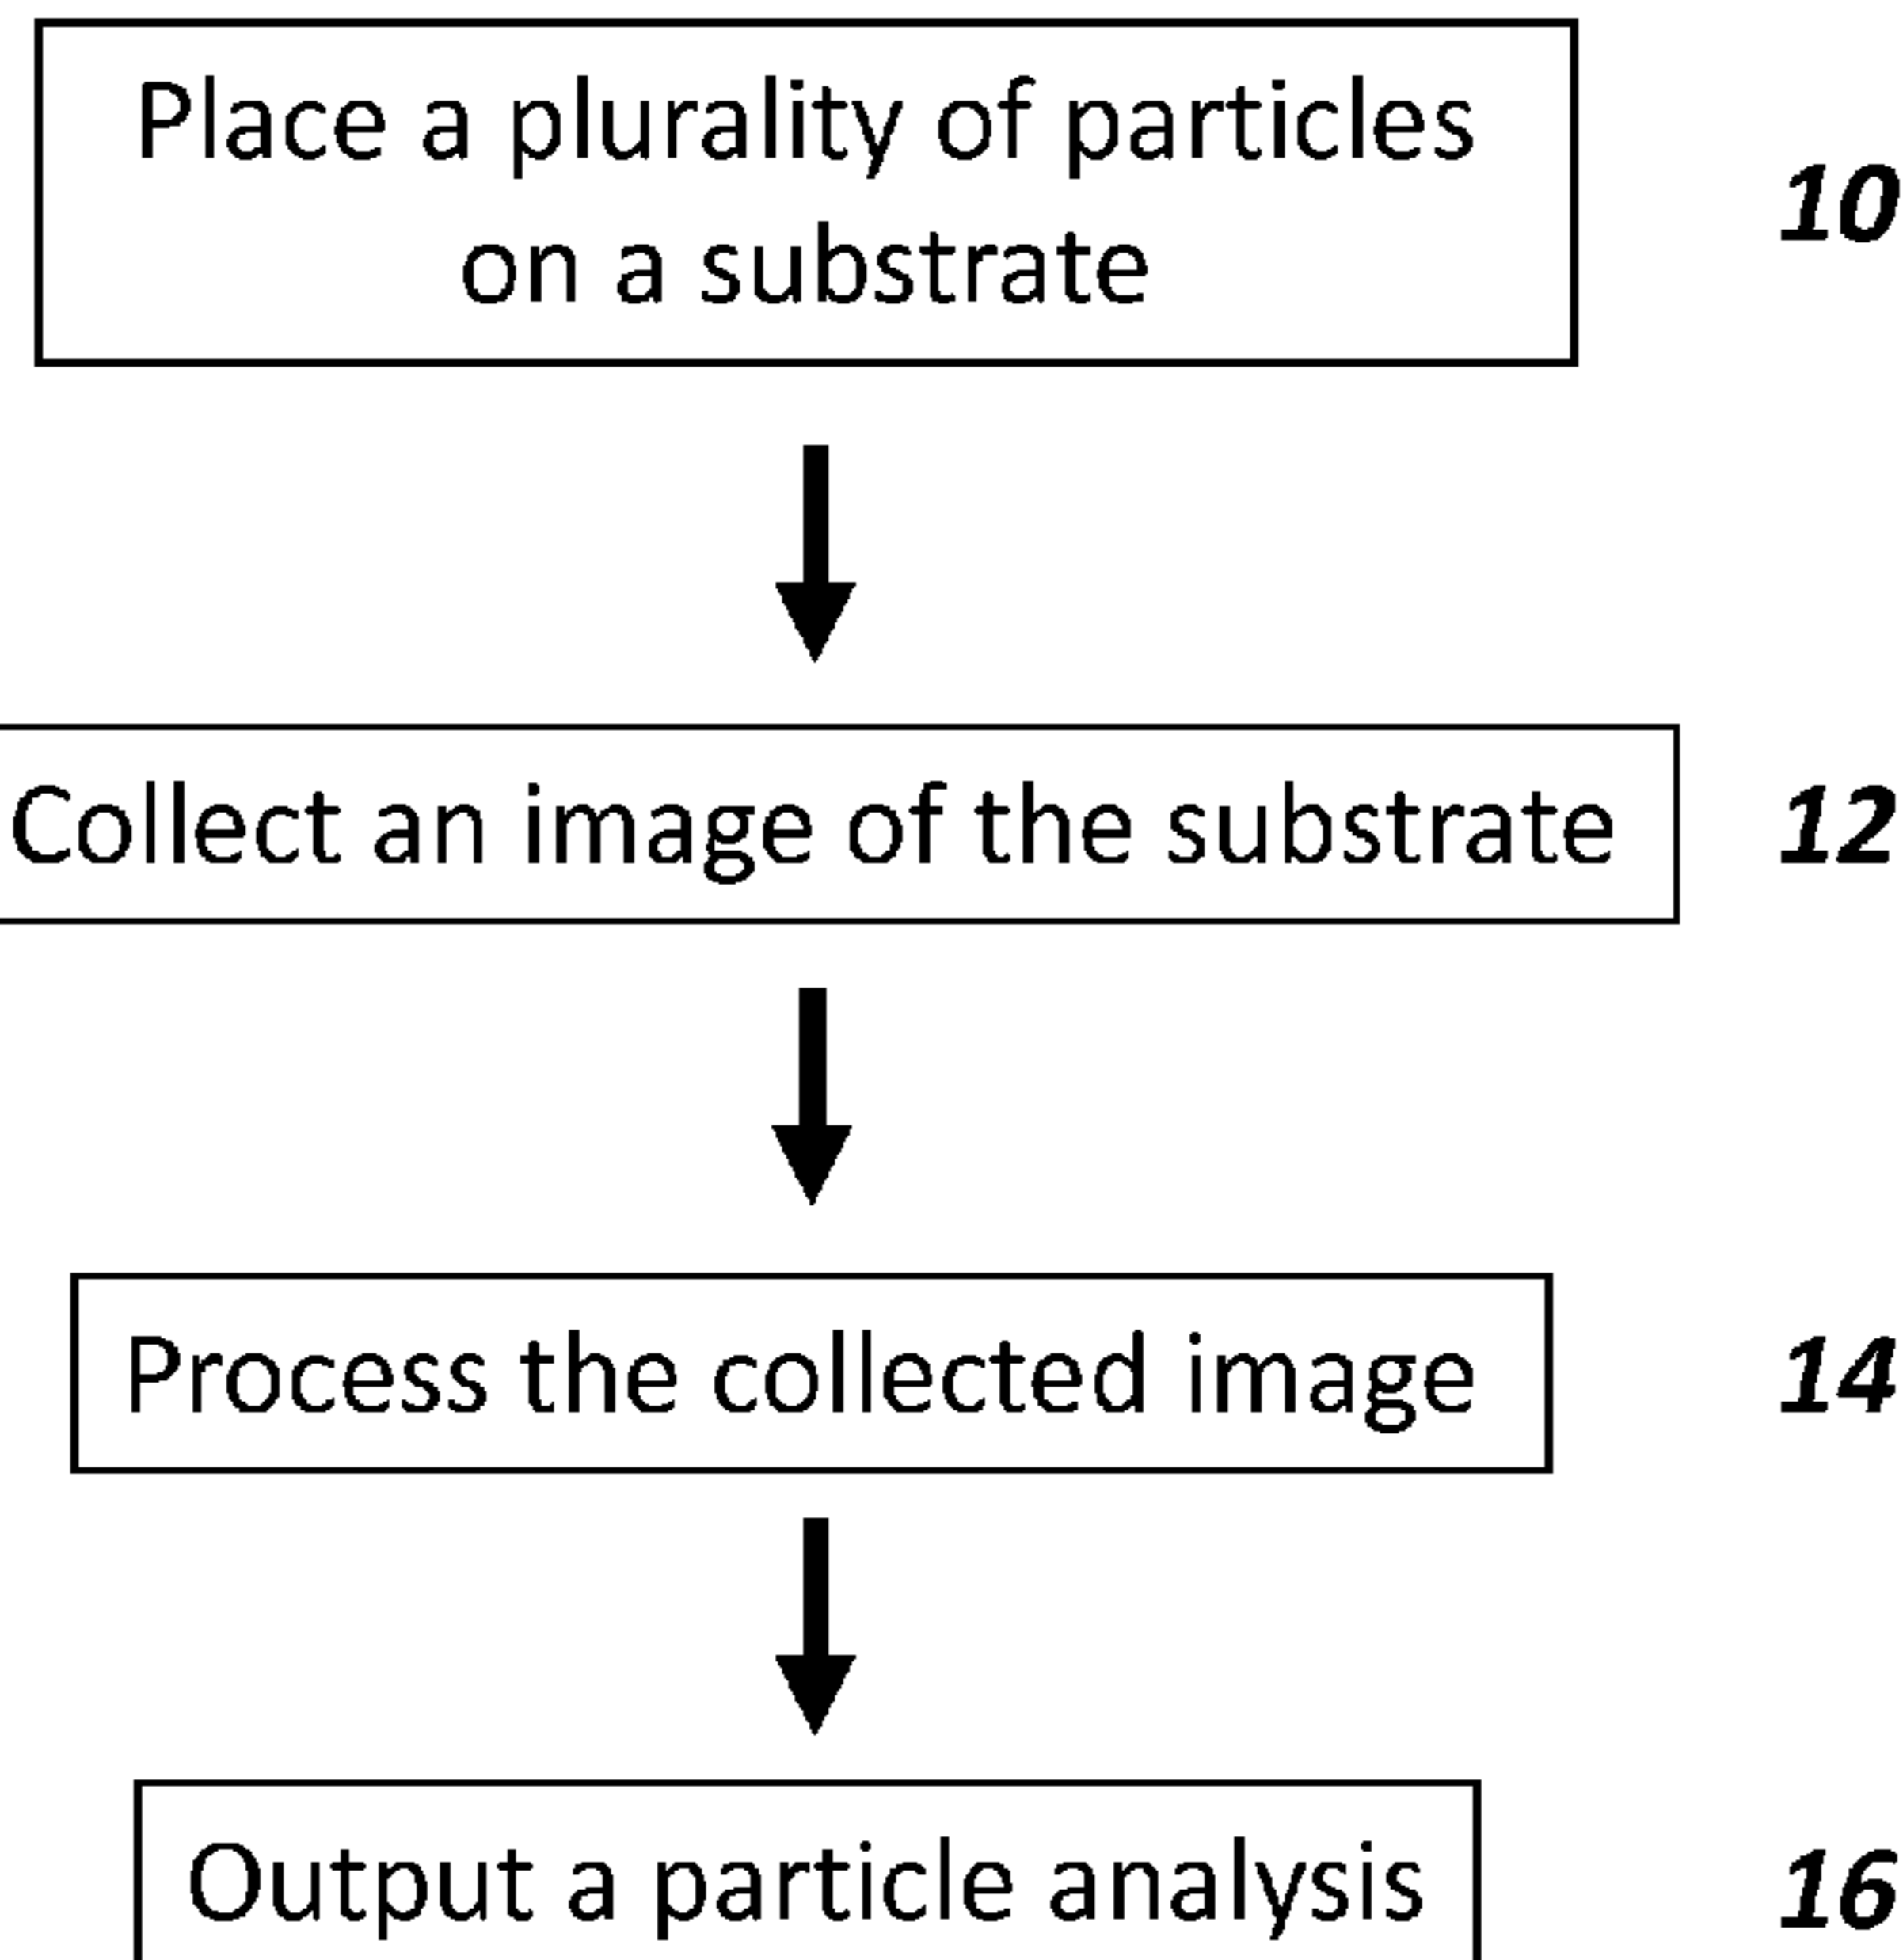 Place a plurality of particles
on a substrate
10
Collect an image of the substrate
12
Process the collected image
14
Output a particle analysis
16